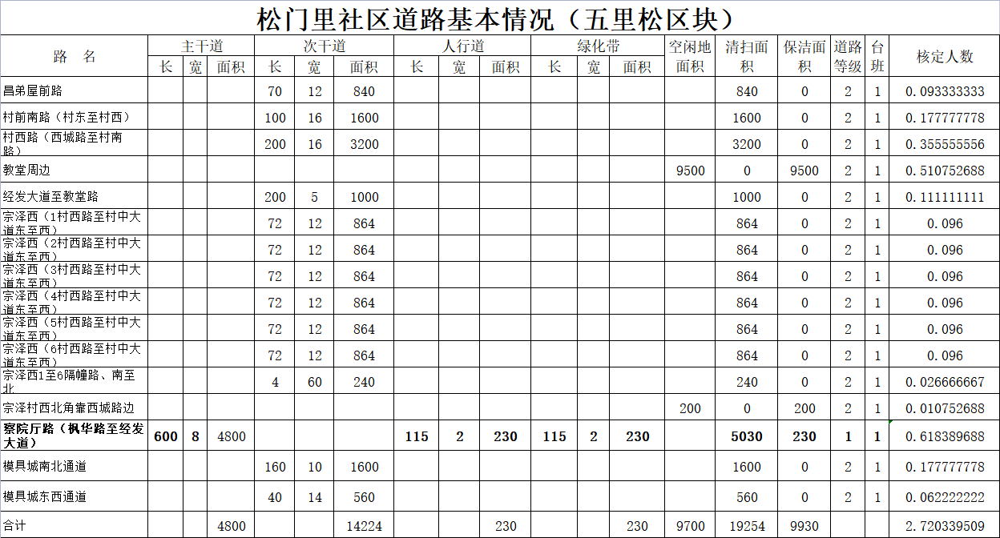 松门里社区道路基本情况（五里松区块）
路 名 主干道 次干道 人行道 绿化带 空闲地面积 清扫面积 保洁面积 道路等级 台班 核定人数
长 宽 面积 长 宽 面积 长 宽 面积 长 宽 面积
昌弟屋前路 70 12 840 840 0 2 1 0.093333333
村前南路（村东至村西） 100 16 1600 1600 0 2 1 0.177777778
村西路（西城路至村南路） 200 16 3200 3200 0 2 1 0.355555556
教堂周边 9500 0 9500 2 1 0.510752688
经发大道至教堂路 200 5 1000 1000 0 2 1 0.111111111
宗泽西（1村西路至村中大道东至西） 72 12 864 864 0 2 1 0.096
宗泽西（2村西路至村中大道东至西） 72 12 864 864 0 2 1 0.096
宗泽西（3村西路至村中大道东至西） 72 12 864 864 0 2 1 0.096
宗泽西（4村西路至村中大道东至西） 72 12 864 864 0 2 1 0.096
宗泽西（5村西路至村中大道东至西） 72 12 864 864 0 2 1 0.096
宗泽西（6村西路至村中大道东至西） 72 12 864 864 0 2 1 0.096
宗泽西1至6隔幢路、南至北 4 60 240 240 0 2 1 0.026666667
宗泽村西北角靠西城路边 200 0 200 2 1 0.010752688
察院厅路（枫华路至经发大道） 600 8 4800 115 2 230 115 2 230 5030 230 1 1 0.618389688
模具城南北通道 160 10 1600 1600 0 2 1 0.177777778
模具城东西通道 40 14 560 560 0 2 1 0.062222222
合计 4800 14224 230 230 9700 19254 9930 2.720339509